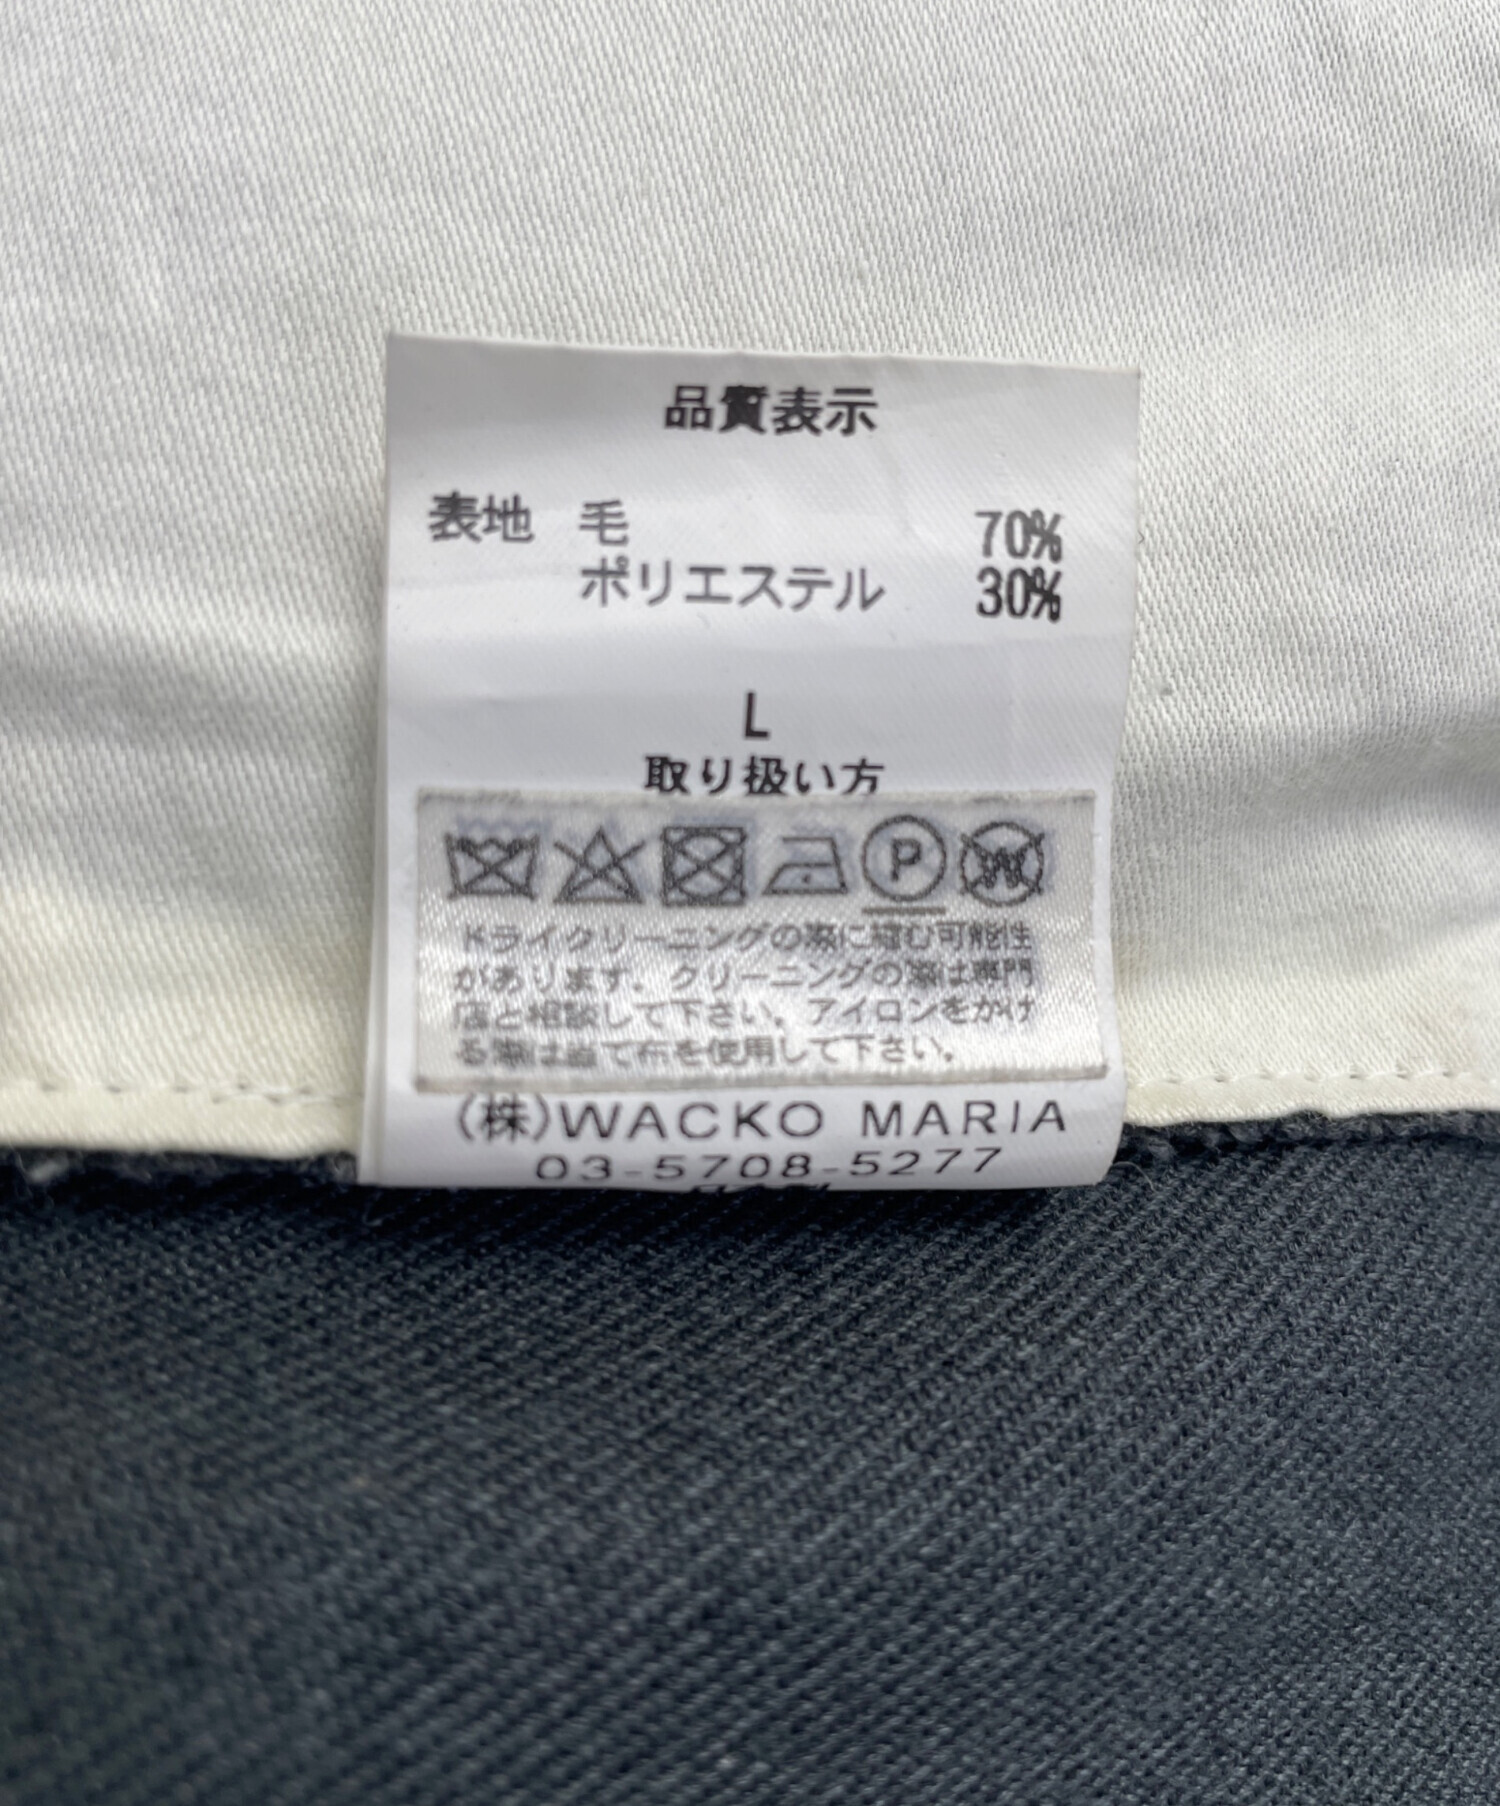 品質表示
表地 毛 70%
ポリエステル 30%
L
取り扱い方
P W
ドライクリーニングの際に縮む可能性
があります。クリーニングの際は専門
店と相談して下さい。アイロンをかけ
る際は当て布を使用して下さい。
(株)WACKO MARIA
03-5708-5277